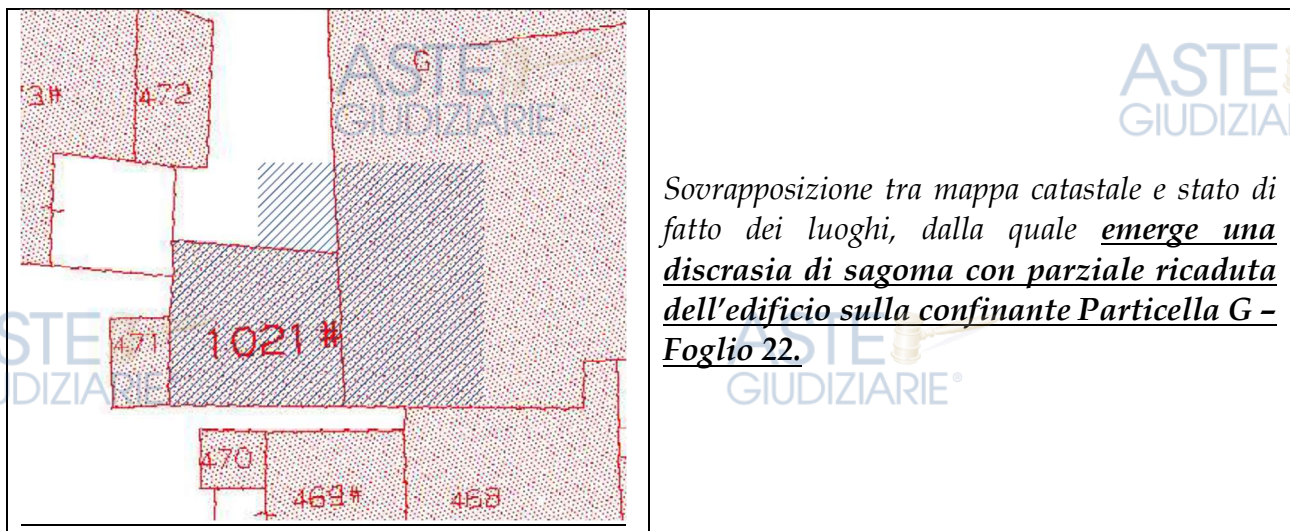 G
3#
472
471
1021 #
470
469#
468
ASTE
GIUDIZIARIE®
ASTE
GIUDIZIA
Sovrapposizione tra mappa catastale e stato di
fatto dei luoghi, dalla quale emerge una
discrasia di sagoma con parziale ricaduta
dell’edificio sulla confinante Particella G –
Foglio 22.
STE
UDIZIARIE
ASTE
GIUDIZIARIE®